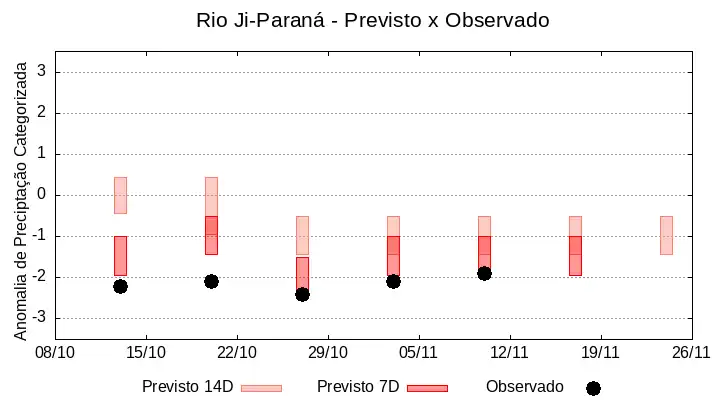 Rio Ji-Paraná - Previsto x Observado
Anomalia de Preciptação Categorizada
3
2
1
0
-1
-2
-3
08/10 15/10 22/10 29/10 05/11 12/11 19/11 26/11
Previsto 14D Previsto 7D Observado